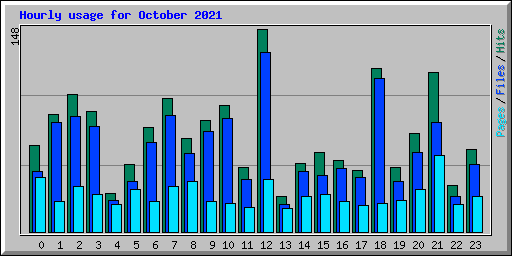 Hourly usage for October 2021
148
Pages/Files/Hits
0 1 2 3 4 5 6 7 8 9 10 11 12 13 14 15 16 17 18 19 20 21 22 23